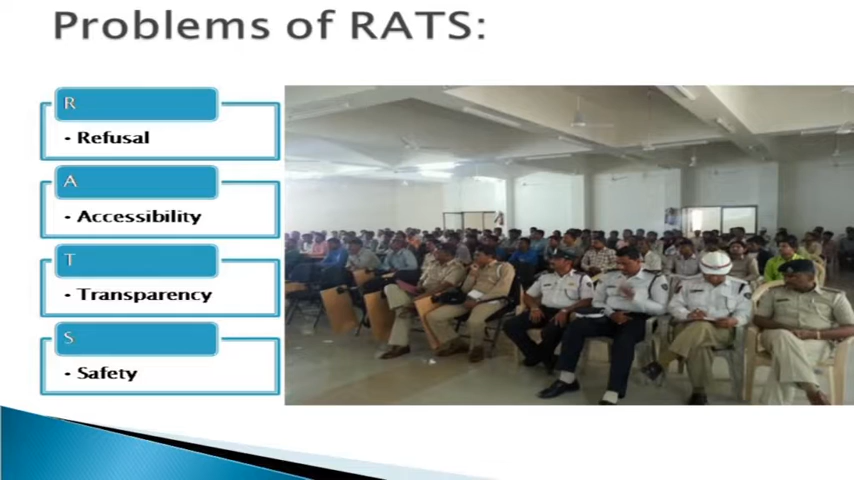 Problems of RATS:
R
• Refusal
A
• Accessibility
T
• Transparency
S
• Safety